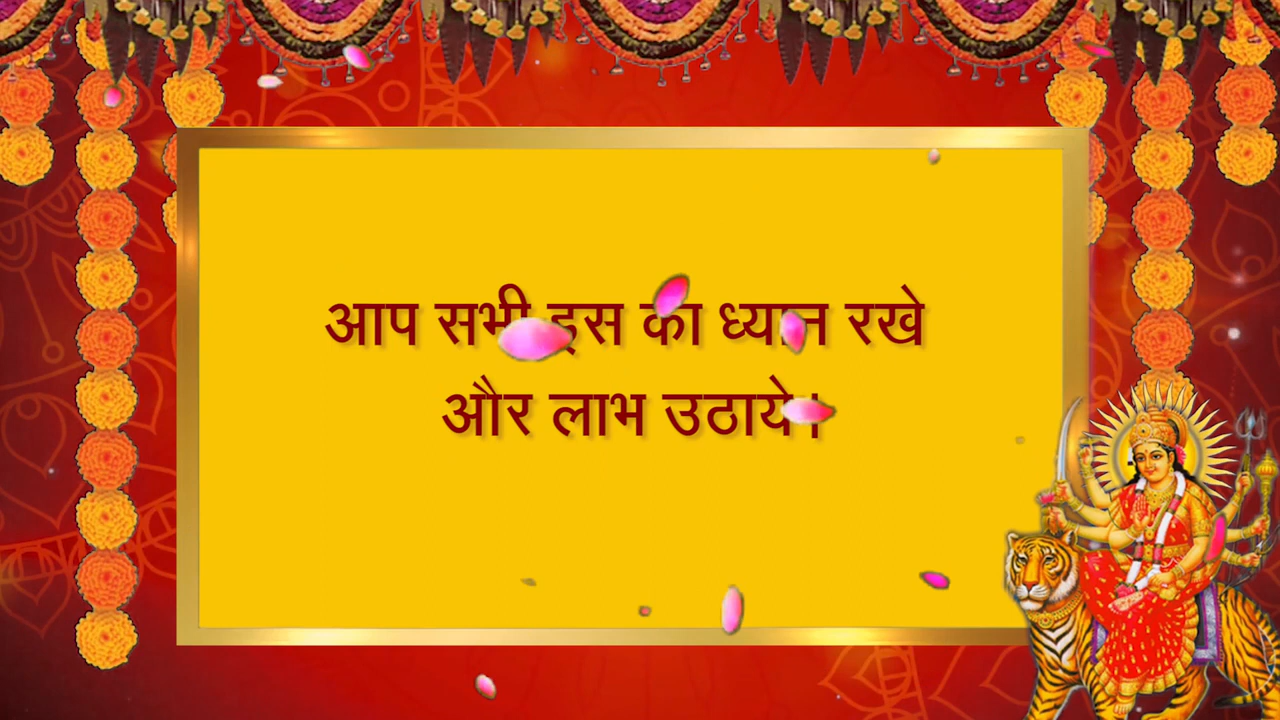 आप सभी इस का ध्यान रखे
और लाभ उठाये।